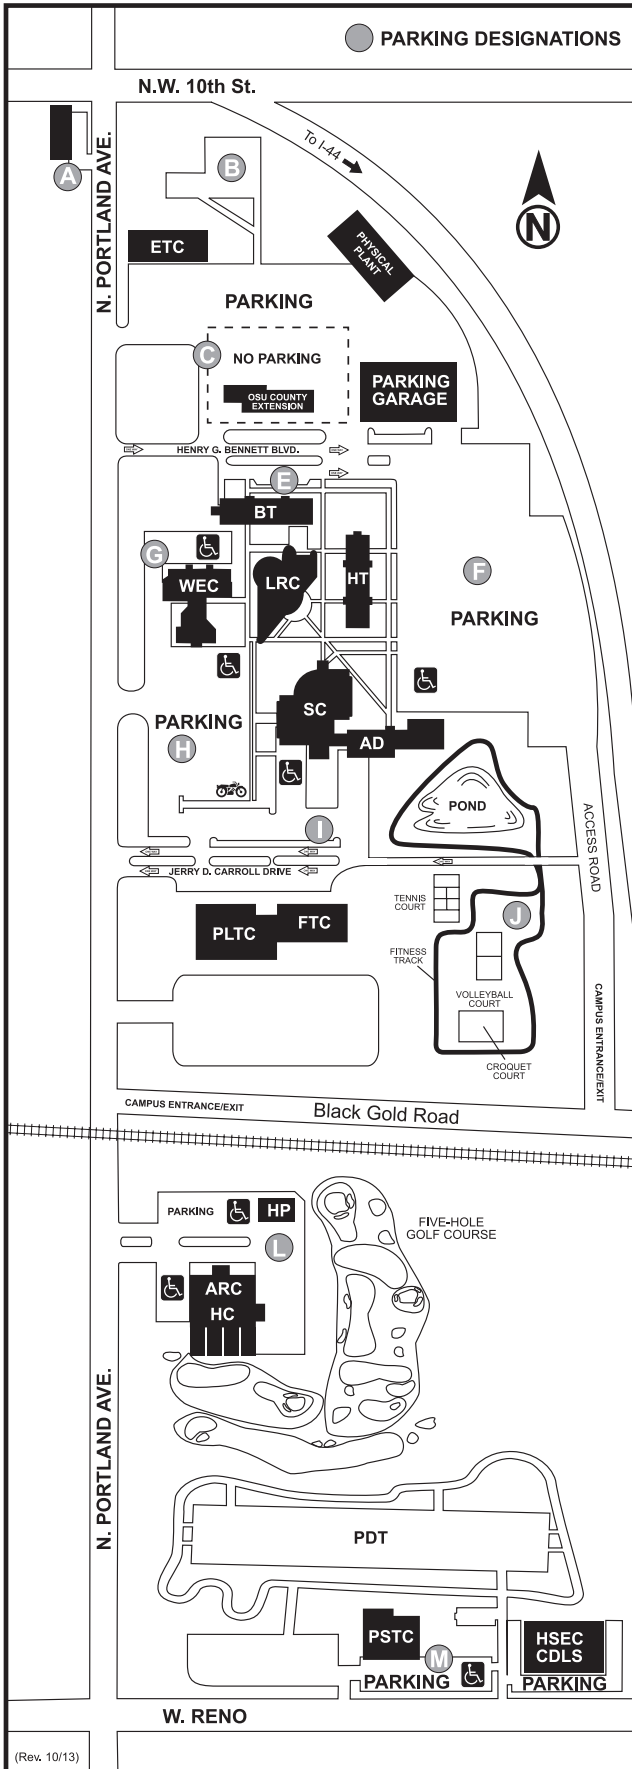 PARKING DESIGNATIONS
N.W. 10th St.
To I-44
N. PORTLAND AVE.
A
B
N
ETC
PHYSICAL
PLANT
PARKING
C
NO PARKING
OSU COUNTY
EXTENSION
PARKING
GARAGE
HENRY G. BENNETT BLVD.
E
BT
G
WEC
LRC
HT
F
PARKING
SC
PARKING
H
AD
POND
I
ACCESS ROAD
JERRY D. CARROLL DRIVE
TENNIS
COURT
J
PLTC
FTC
FITNESS
TRACK
VOLLEYBALL
COURT
CROQUET
COURT
CAMPUS ENTRANCE/EXIT
CAMPUS ENTRANCE/EXIT
Black Gold Road
PARKING
HP
FIVE-HOLE
GOLF COURSE
L
ARC
HC
N. PORTLAND AVE.
PDT
PSTC
M
HSEC
CDLS
PARKING
PARKING
W. RENO
(Rev. 10/13)